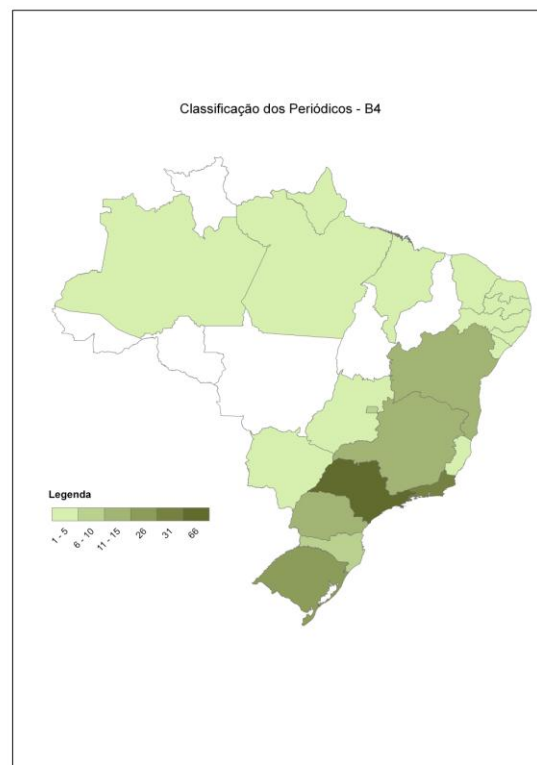 Classificação dos Periódicos - B4
Legenda
1 - 5
6 - 10
11 - 15
26
31
66